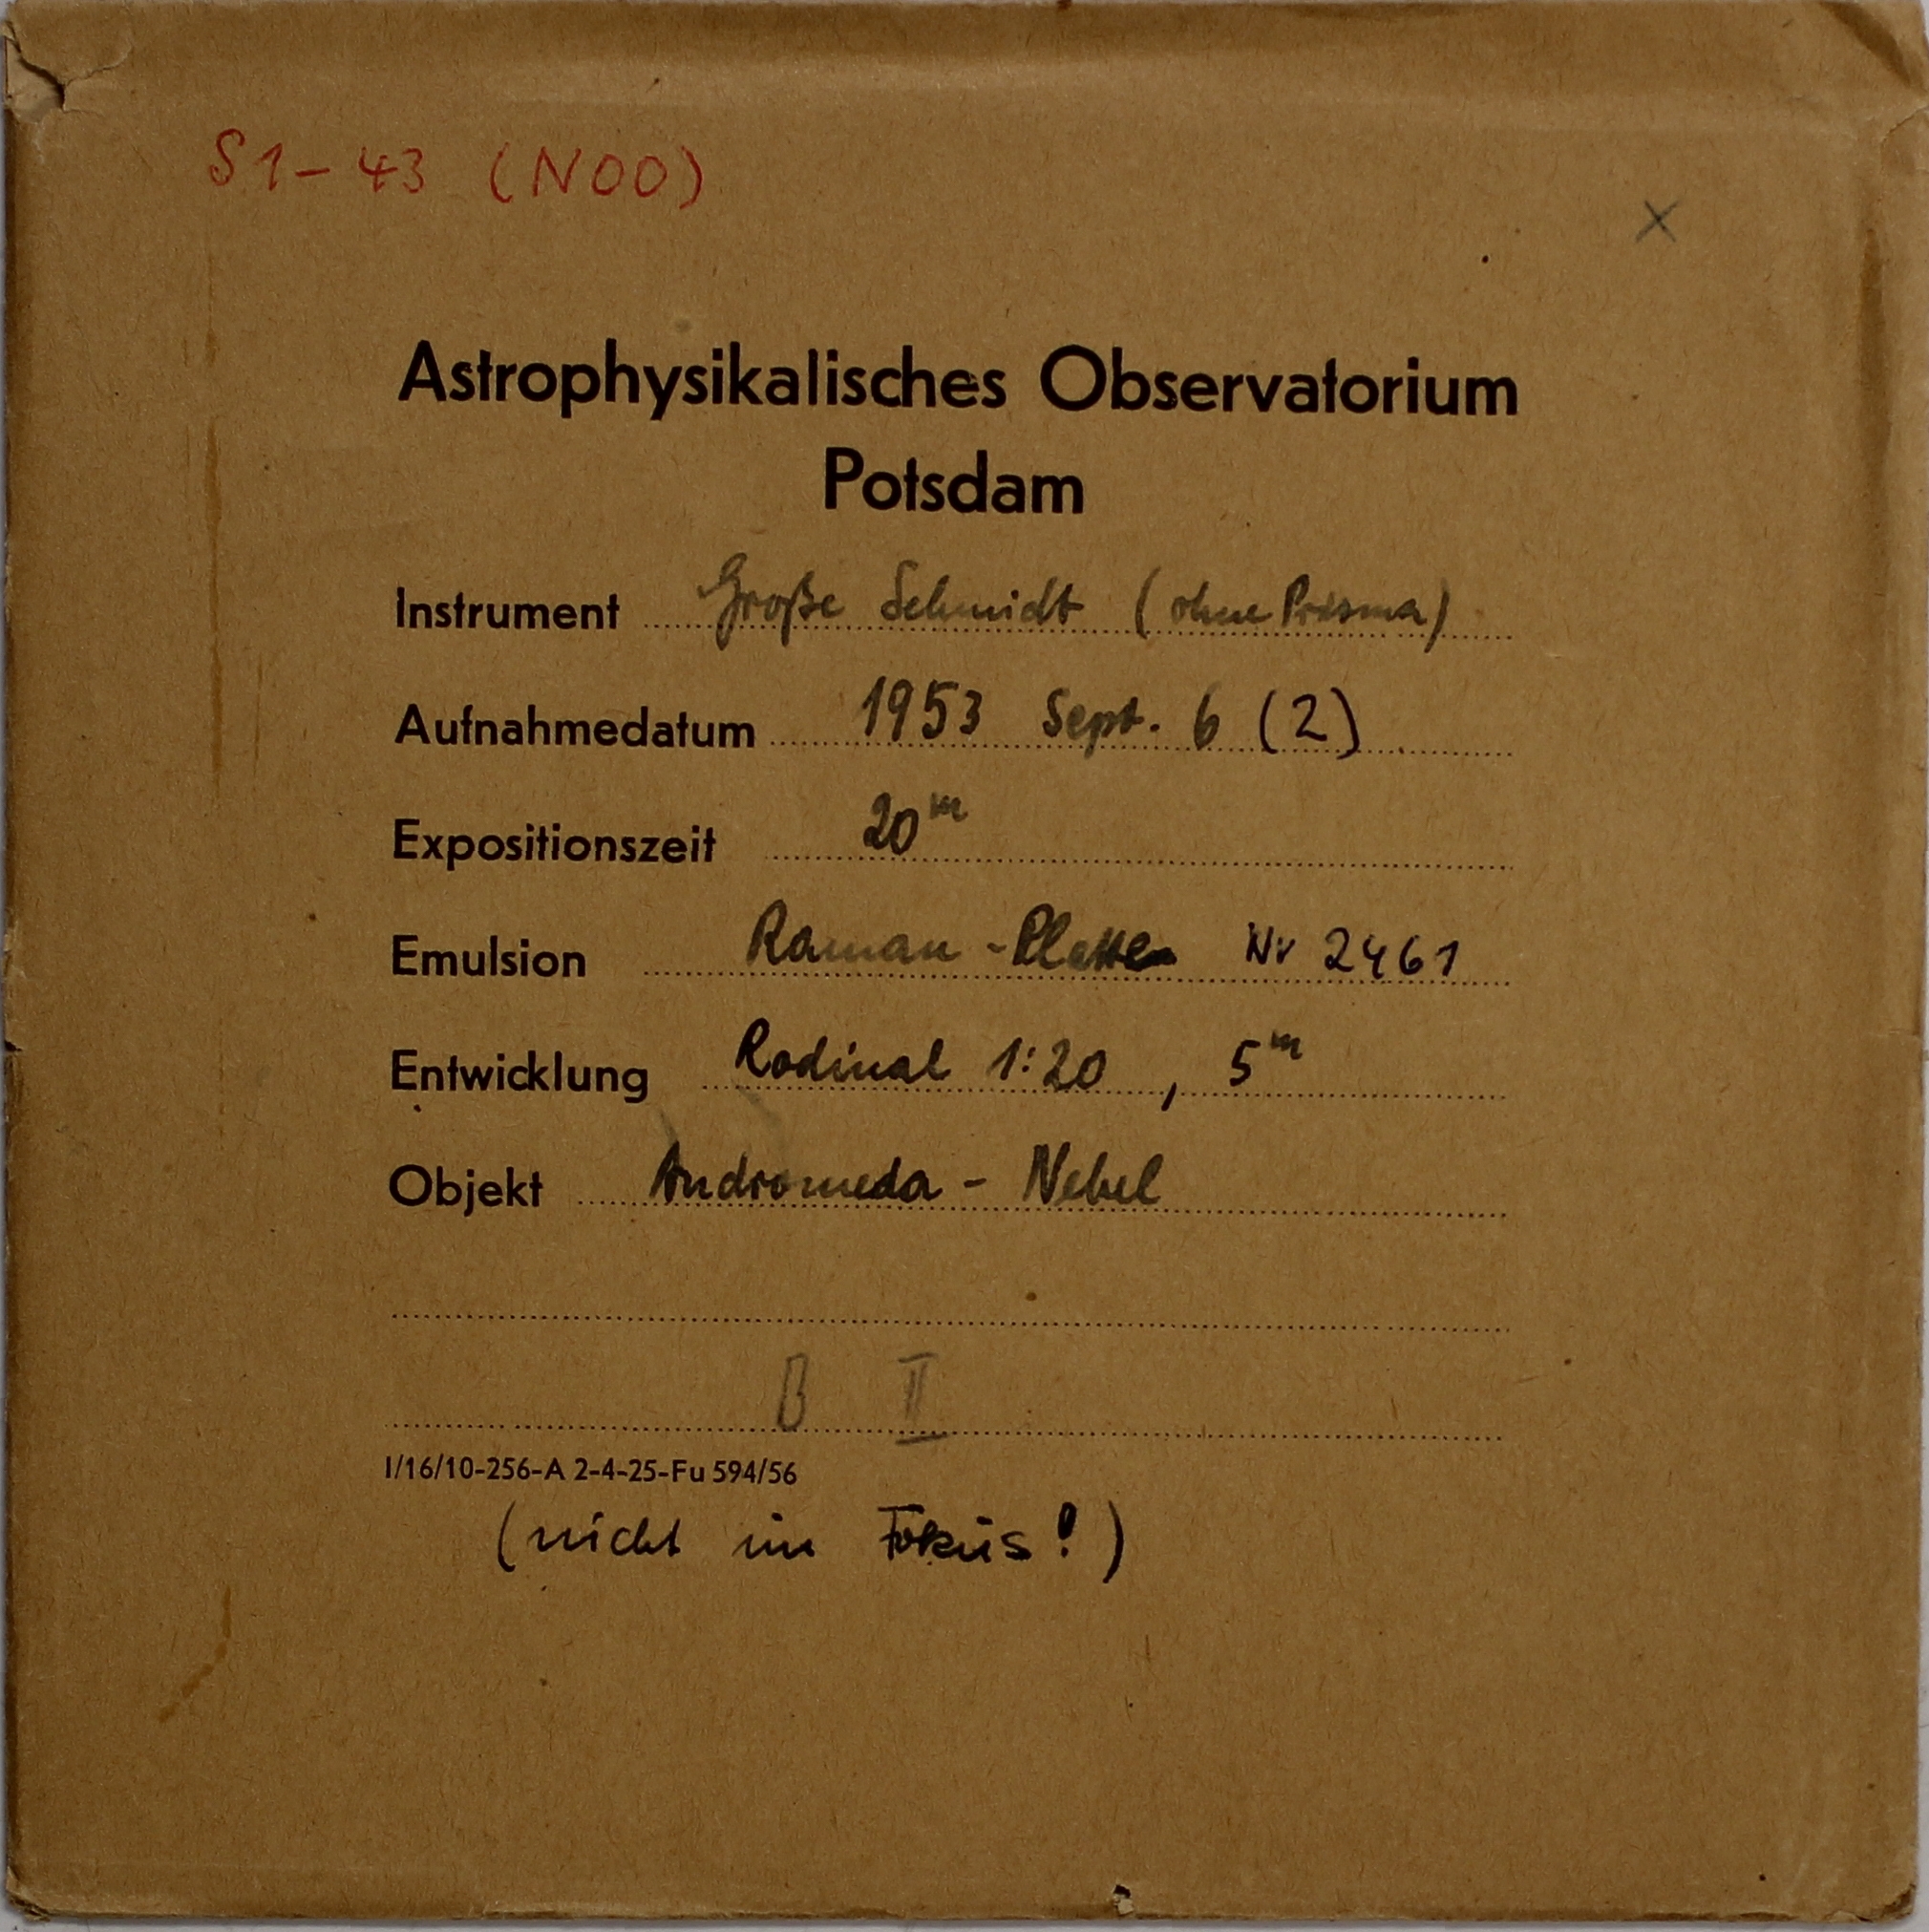 S1-43 (NOO)
X
Astrophysikalisches Observatorium
Potsdam
Instrument Große Schmidt (ohne Prisma)
Aufnahmedatum 1953 Sept. 6 (2)
Expositionszeit 20m
Emulsion Raman-Platten Nr 2461
Entwicklung Rodinal 1:20, 5m
Objekt Andromeda-Nebel
B II
I/16/10-256-A 2-4-25-Fu 594/56
(nicht im Fokus!)